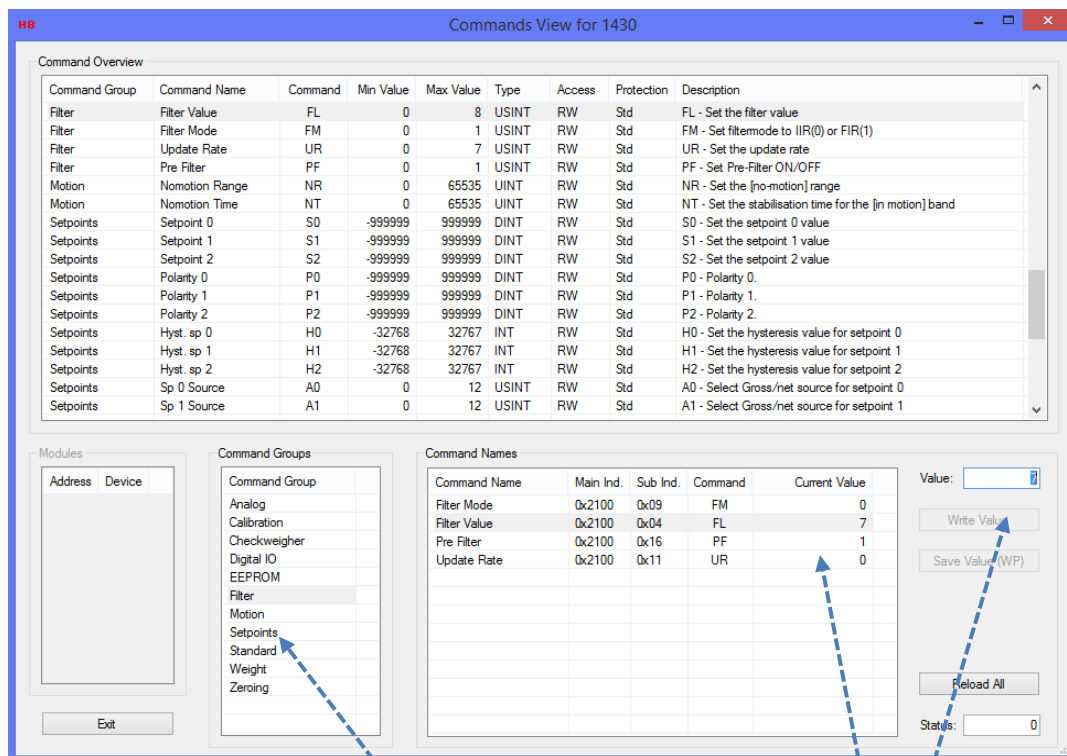 HB Commands View for 1430
Command Overview
Command Group Command Name Command Min Value Max Value Type Access Protection Description
Filter Filter Value FL 0 8 USINT RW Std FL - Set the filter value
Filter Filter Mode FM 0 1 USINT RW Std FM - Set filtermode to IIR(0) or FIR(1)
Filter Update Rate UR 0 7 USINT RW Std UR - Set the update rate
Filter Pre Filter PF 0 1 USINT RW Std PF - Set Pre-Filter ON/OFF
Motion Nomotion Range NR 0 65535 UINT RW Std NR - Set the [no-motion] range
Motion Nomotion Time NT 0 65535 UINT RW Std NT - Set the stabilisation time for the [in motion] band
Setpoints Setpoint 0 S0 -999999 999999 DINT RW Std S0 - Set the setpoint 0 value
Setpoints Setpoint 1 S1 -999999 999999 DINT RW Std S1 - Set the setpoint 1 value
Setpoints Setpoint 2 S2 -999999 999999 DINT RW Std S2 - Set the setpoint 2 value
Setpoints Polarity 0 P0 -999999 999999 DINT RW Std P0 - Polarity 0.
Setpoints Polarity 1 P1 -999999 999999 DINT RW Std P1 - Polarity 1.
Setpoints Polarity 2 P2 -999999 999999 DINT RW Std P2 - Polarity 2.
Setpoints Hyst. sp 0 H0 -32768 32767 INT RW Std H0 - Set the hysteresis value for setpoint 0
Setpoints Hyst. sp 1 H1 -32768 32767 INT RW Std H1 - Set the hysteresis value for setpoint 1
Setpoints Hyst. sp 2 H2 -32768 32767 INT RW Std H2 - Set the hysteresis value for setpoint 2
Setpoints Sp 0 Source A0 0 12 USINT RW Std A0 - Select Gross/net source for setpoint 0
Setpoints Sp 1 Source A1 0 12 USINT RW Std A1 - Select Gross/net source for setpoint 1
Modules
Address Device
Exit
Command Groups
Command Group
Analog
Calibration
Checkweigher
Digital IO
EEPROM
Filter
Motion
Setpoints
Standard
Weight
Zeroing
Command Names
Command Name Main Ind. Sub Ind. Command Current Value
Filter Mode 0x2100 0x09 FM 0
Filter Value 0x2100 0x04 FL 7
Pre Filter 0x2100 0x16 PF 1
Update Rate 0x2100 0x11 UR 0
Value: 7
Write Value
Save Value (WP)
Reload All
Status: 0